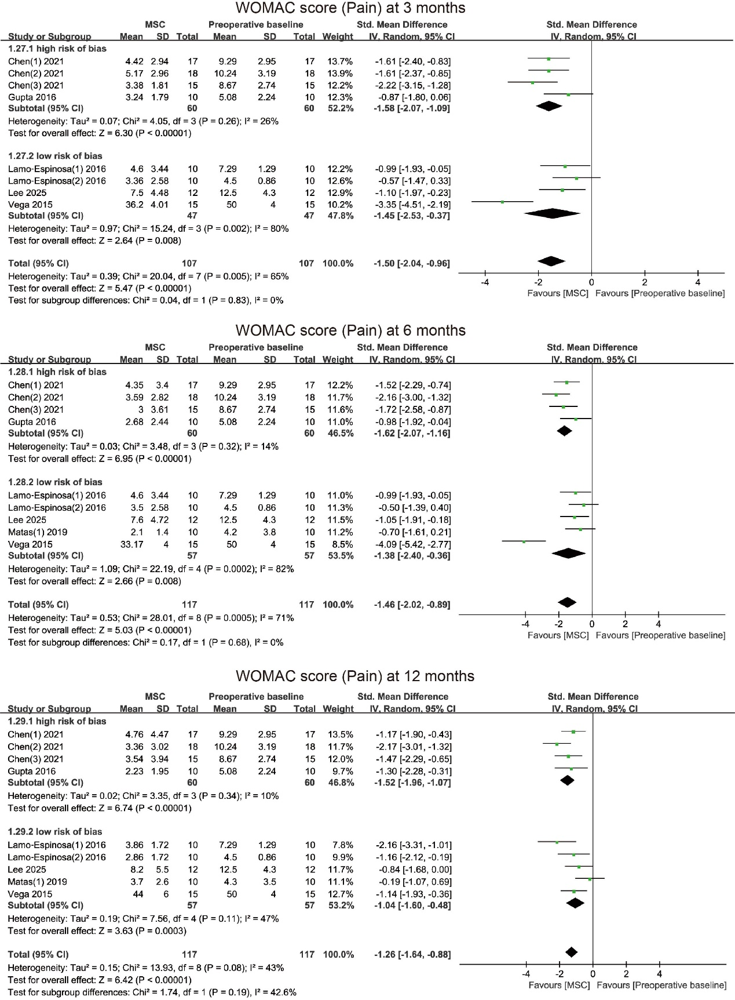 WOMAC score (Pain) at 3 months
MSC Preoperative baseline Std. Mean Difference Std. Mean Difference
Study or Subgroup Mean SD Total Mean SD Total Weight IV, Random, 95% CI IV, Random, 95% CI
1.27.1 high risk of bias
Chen(1) 2021 4.42 2.94 17 9.29 2.95 17 13.7% -1.61 [-2.40, -0.83]
Chen(2) 2021 5.17 2.96 18 10.24 3.19 18 13.9% -1.61 [-2.37, -0.85]
Chen(3) 2021 3.38 1.81 15 8.67 2.74 15 12.2% -2.22 [-3.15, -1.28]
Gupta 2016 3.24 1.79 10 5.08 2.24 10 12.3% -0.87 [-1.80, 0.06]
Subtotal (95% CI) 60 60 52.2% -1.58 [-2.07, -1.09]
Heterogeneity: Tau² = 0.07; Chi² = 4.05, df = 3 (P = 0.26); I² = 26%
Test for overall effect: Z = 6.30 (P < 0.00001)
1.27.2 low risk of bias
Lamo-Espinosa(1) 2016 4.6 3.44 10 7.29 1.29 10 12.2% -0.99 [-1.93, -0.05]
Lamo-Espinosa(2) 2016 3.36 2.58 10 4.5 0.86 10 12.6% -0.57 [-1.47, 0.33]
Lee 2025 7.5 4.48 12 12.5 4.3 12 12.9% -1.10 [-1.97, -0.23]
Vega 2015 36.2 4.01 15 50 4 15 10.2% -3.35 [-4.51, -2.19]
Subtotal (95% CI) 47 47 47.8% -1.45 [-2.53, -0.37]
Heterogeneity: Tau² = 0.97; Chi² = 15.24, df = 3 (P = 0.002); I² = 80%
Test for overall effect: Z = 2.64 (P = 0.008)
Total (95% CI) 107 107 100.0% -1.50 [-2.04, -0.96]
Heterogeneity: Tau² = 0.39; Chi² = 20.04, df = 7 (P = 0.005); I² = 65%
Test for overall effect: Z = 5.47 (P < 0.00001)
Test for subgroup differences: Chi² = 0.04, df = 1 (P = 0.83), I² = 0%
-4 -2 0 2 4
Favours [MSC] Favours [Preoperative baseline]
WOMAC score (Pain) at 6 months
MSC Preoperative baseline Std. Mean Difference Std. Mean Difference
Study or Subgroup Mean SD Total Mean SD Total Weight IV, Random, 95% CI IV, Random, 95% CI
1.28.1 high risk of bias
Chen(1) 2021 4.35 3.4 17 9.29 2.95 17 12.2% -1.52 [-2.29, -0.74]
Chen(2) 2021 3.59 2.82 18 10.24 3.19 18 11.7% -2.16 [-3.00, -1.32]
Chen(3) 2021 3 3.61 15 8.67 2.74 15 11.6% -1.72 [-2.58, -0.87]
Gupta 2016 2.68 2.44 10 5.08 2.24 10 11.0% -0.98 [-1.92, -0.04]
Subtotal (95% CI) 60 60 46.5% -1.62 [-2.07, -1.16]
Heterogeneity: Tau² = 0.03; Chi² = 3.48, df = 3 (P = 0.32); I² = 14%
Test for overall effect: Z = 6.95 (P < 0.00001)
1.28.2 low risk of bias
Lamo-Espinosa(1) 2016 4.6 3.44 10 7.29 1.29 10 11.0% -0.99 [-1.93, -0.05]
Lamo-Espinosa(2) 2016 3.5 2.58 10 4.5 0.86 10 11.3% -0.50 [-1.39, 0.40]
Lee 2025 7.6 4.72 12 12.5 4.3 12 11.5% -1.05 [-1.91, -0.18]
Matas(1) 2019 2.1 1.4 10 4.2 3.8 10 11.2% -0.70 [-1.61, 0.21]
Vega 2015 33.17 4 15 50 4 15 8.5% -4.09 [-5.42, -2.77]
Subtotal (95% CI) 57 57 53.5% -1.38 [-2.40, -0.36]
Heterogeneity: Tau² = 1.09; Chi² = 22.19, df = 4 (P = 0.0002); I² = 82%
Test for overall effect: Z = 2.66 (P = 0.008)
Total (95% CI) 117 117 100.0% -1.46 [-2.02, -0.89]
Heterogeneity: Tau² = 0.53; Chi² = 28.01, df = 8 (P = 0.0005); I² = 71%
Test for overall effect: Z = 5.03 (P < 0.00001)
Test for subgroup differences: Chi² = 0.17, df = 1 (P = 0.68), I² = 0%
-4 -2 0 2 4
Favours [MSC] Favours [Preoperative baseline]
WOMAC score (Pain) at 12 months
MSC Preoperative baseline Std. Mean Difference Std. Mean Difference
Study or Subgroup Mean SD Total Mean SD Total Weight IV, Random, 95% CI IV, Random, 95% CI
1.29.1 high risk of bias
Chen(1) 2021 4.76 4.47 17 9.29 2.95 17 13.5% -1.17 [-1.90, -0.43]
Chen(2) 2021 3.36 3.02 18 10.24 3.19 18 11.7% -2.17 [-3.01, -1.32]
Chen(3) 2021 3.54 3.94 15 8.67 2.74 15 12.0% -1.47 [-2.29, -0.65]
Gupta 2016 2.23 1.95 10 5.08 2.24 10 9.7% -1.30 [-2.28, -0.31]
Subtotal (95% CI) 60 60 46.8% -1.52 [-1.96, -1.07]
Heterogeneity: Tau² = 0.02; Chi² = 3.35, df = 3 (P = 0.34); I² = 10%
Test for overall effect: Z = 6.74 (P < 0.00001)
1.29.2 low risk of bias
Lamo-Espinosa(1) 2016 3.86 1.72 10 7.29 1.29 10 7.8% -2.16 [-3.31, -1.01]
Lamo-Espinosa(2) 2016 2.86 1.72 10 4.5 0.86 10 9.9% -1.16 [-2.12, -0.19]
Lee 2025 8.2 5.5 12 12.5 4.3 12 11.7% -0.84 [-1.68, 0.00]
Matas(1) 2019 3.7 2.6 10 4.3 3.5 10 11.1% -0.19 [-1.07, 0.69]
Vega 2015 44 6 15 50 4 15 12.7% -1.14 [-1.93, -0.36]
Subtotal (95% CI) 57 57 53.2% -1.04 [-1.60, -0.48]
Heterogeneity: Tau² = 0.19; Chi² = 7.56, df = 4 (P = 0.11); I² = 47%
Test for overall effect: Z = 3.63 (P = 0.0003)
Total (95% CI) 117 117 100.0% -1.26 [-1.64, -0.88]
Heterogeneity: Tau² = 0.15; Chi² = 13.93, df = 8 (P = 0.08); I² = 43%
Test for overall effect: Z = 6.42 (P < 0.00001)
Test for subgroup differences: Chi² = 1.74, df = 1 (P = 0.19), I² = 42.6%
-4 -2 0 2 4
Favours [MSC] Favours [Preoperative baseline]